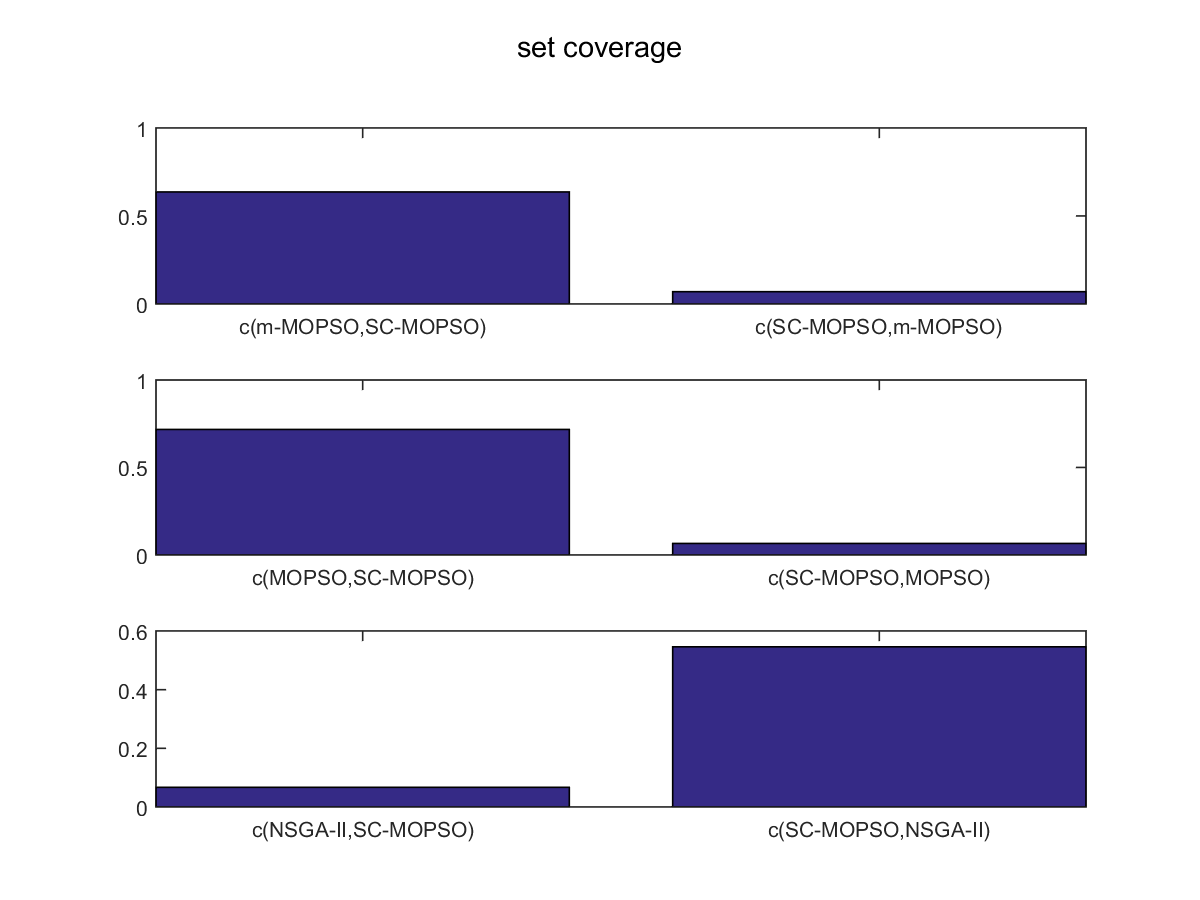 set coverage
1
0.5
0
c(m-MOPSO,SC-MOPSO) c(SC-MOPSO,m-MOPSO)
1
0.5
0
c(MOPSO,SC-MOPSO) c(SC-MOPSO,MOPSO)
0.6
0.4
0.2
0
c(NSGA-II,SC-MOPSO) c(SC-MOPSO,NSGA-II)